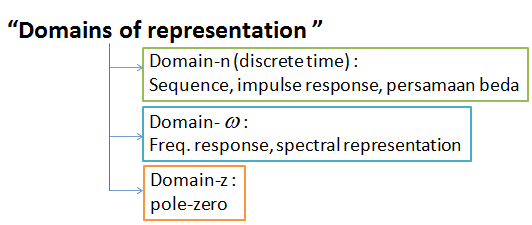 “Domains of representation ”
Domain-n (discrete time) :
Sequence, impulse response, persamaan beda
Domain- ω :
Freq. response, spectral representation
Domain-z :
pole-zero